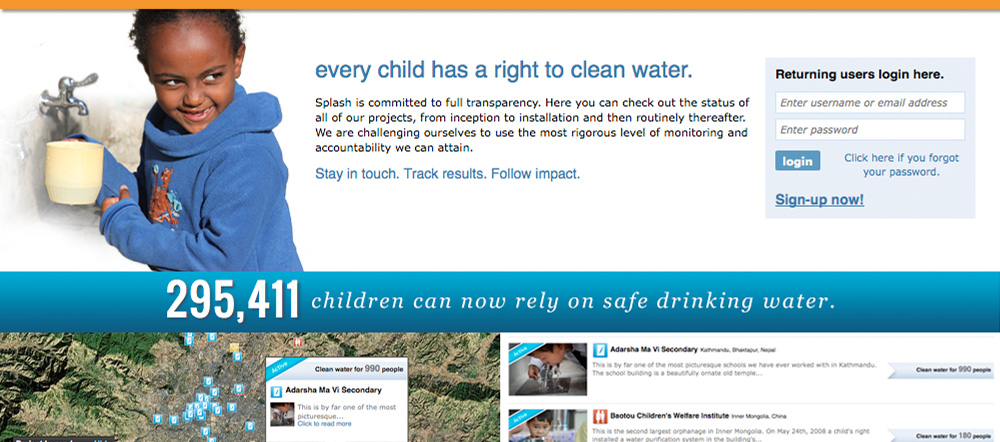 every child has a right to clean water.
Splash is committed to full transparency. Here you can check out the status
all of our projects, from inception to installation and then routinely thereafter.
We are challenging ourselves to use the most rigorous level of monitoring and
accountability we can attain.
Stay in touch. Track results. Follow impact.
Returning users login here.
Enter username or email address
Enter password
login
Click here if you forgot
your password.
Sign-up now!
295,411 children can now rely on safe drinking water.
Active
Clean water for 990 people
Adarsha Ma Vi Secondary
This is by far one of the most
picturesque...
Click to read more
Active
Adarsha Ma Vi Secondary Kathmandu, Bhaktapur, Nepal
This is by far one of the most picturesque schools we have ever worked in Kathmandu.
The school building is a beautifully ornate old temple...
Clean water for 990 people
Active
Baotou Children's Welfare Institute Inner Mongolia, China
This is the second largest orphanage in Inner Mongolia. On May 24th, 2008 a child's right
installed a water purification system in the building's
Clean water for 180 people